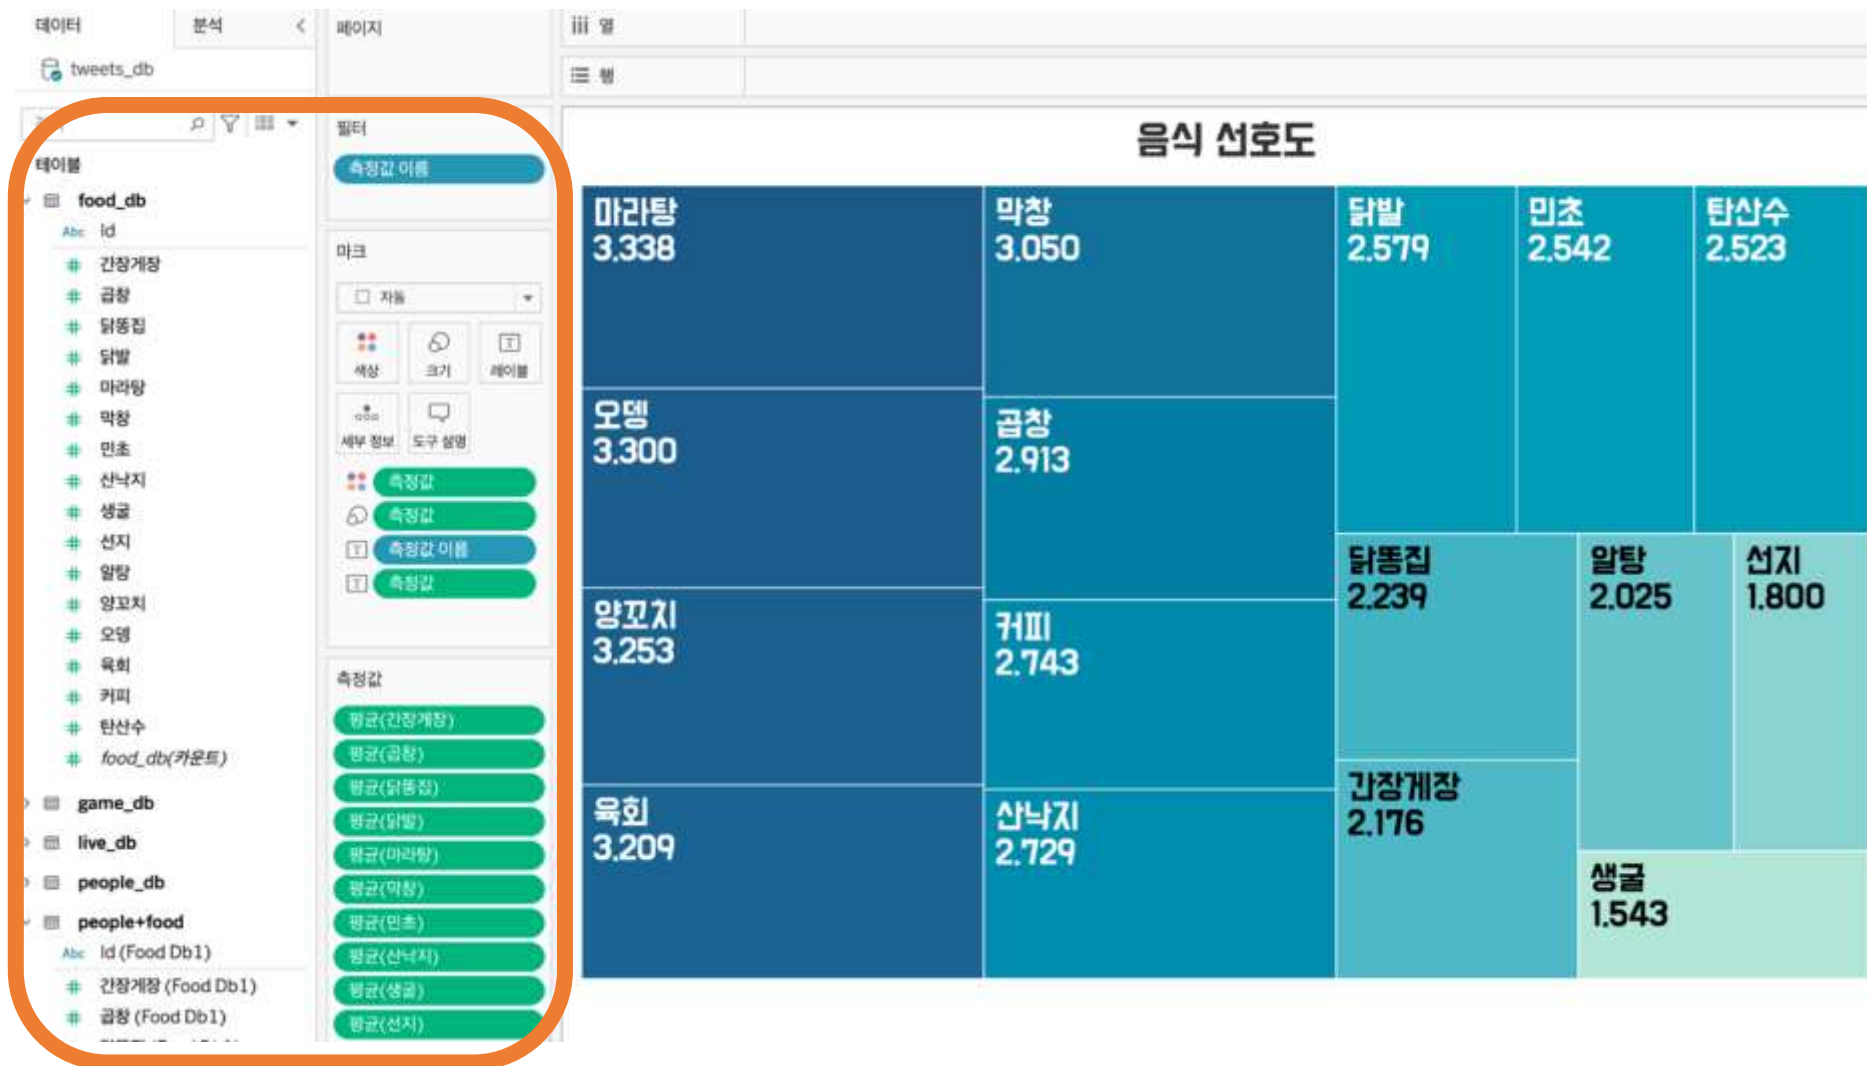 데이터
분석
tweets_db
테이블
food_db
Abc Id
간장게장
곱창
닭똥집
닭발
마라탕
막창
민초
산낙지
생굴
선지
알탕
양꼬치
오뎅
육회
커피
탄산수
food_db(카운트)
game_db
live_db
people_db
people+food
Abc Id (Food Db1)
간장게장 (Food Db1)
곱창 (Food Db1)
페이지
필터
측정값 이름
마크
자동
색상
크기
레이블
세부 정보
도구 설명
측정값
측정값
측정값 이름
측정값
측정값
평균(간장게장)
평균(곱창)
평균(닭똥집)
평균(닭발)
평균(마라탕)
평균(막창)
평균(민초)
평균(산낙지)
평균(생굴)
평균(선지)
iii 열
행
음식 선호도
마라탕
3.338
오뎅
3.300
양꼬치
3.253
육회
3.209
막창
3.050
곱창
2.913
커피
2.743
산낙지
2.729
닭발
2.579
민초
2.542
탄산수
2.523
닭똥집
2.239
간장게장
2.176
알탕
2.025
선지
1.800
생굴
1.543